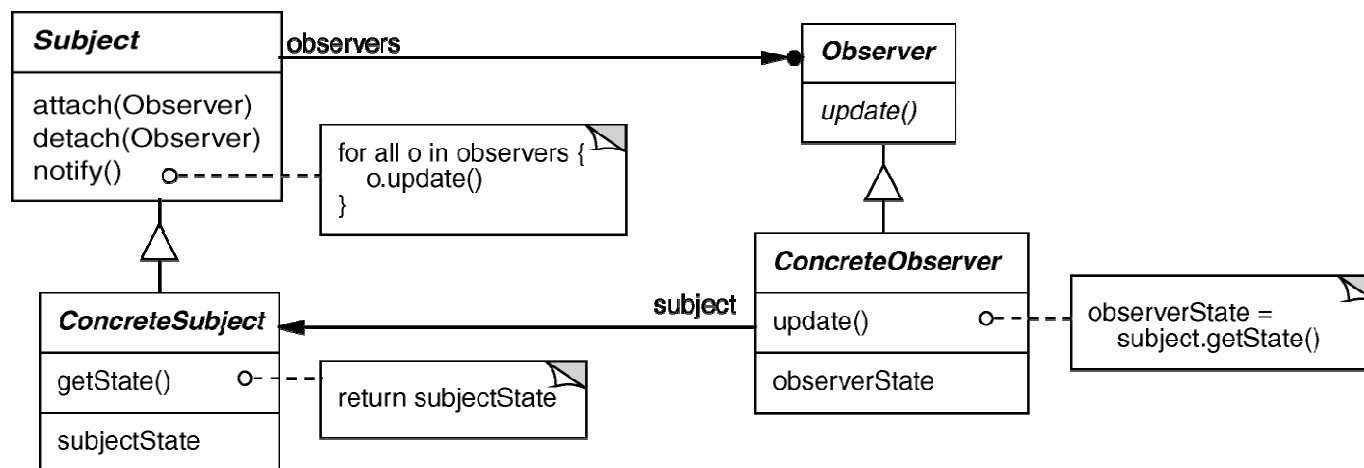 Subject
attach(Observer)
detach(Observer)
notify()
observers
Observer
update()
for all o in observers {
o.update()
}
ConcreteSubject
getState()
subjectState
return subjectState
subject
ConcreteObserver
update()
observerState
observerState =
subject.getState()